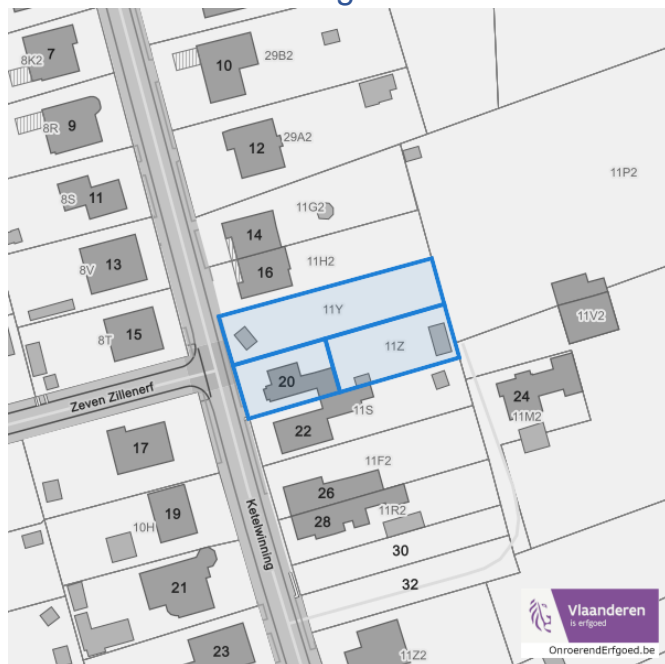 7
8K2
10
29B2
9
8R
12
29A2
11P2
8S
11
11G2
14
8V
13
16
11H2
11Y
11V2
15
8T
11Z
20
24
11M2
Zeven Zillenerf
22
11S
17
11F2
26
28
11R2
19
10H
Ketelwinning
30
32
21
23
11Z2
Vlaanderen
is erfgoed
OnroerendErfgoed.be